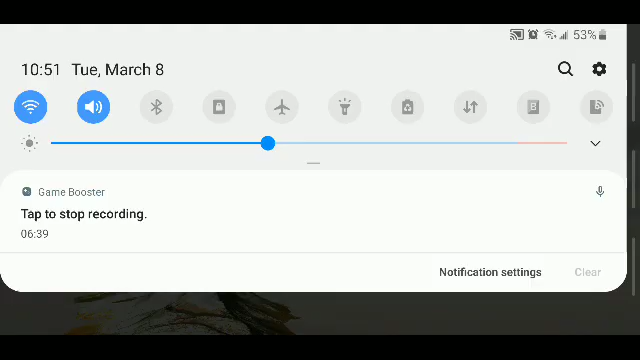 53%
10:51 Tue, March 8
Game Booster
Tap to stop recording.
06:39
Notification settings Clear